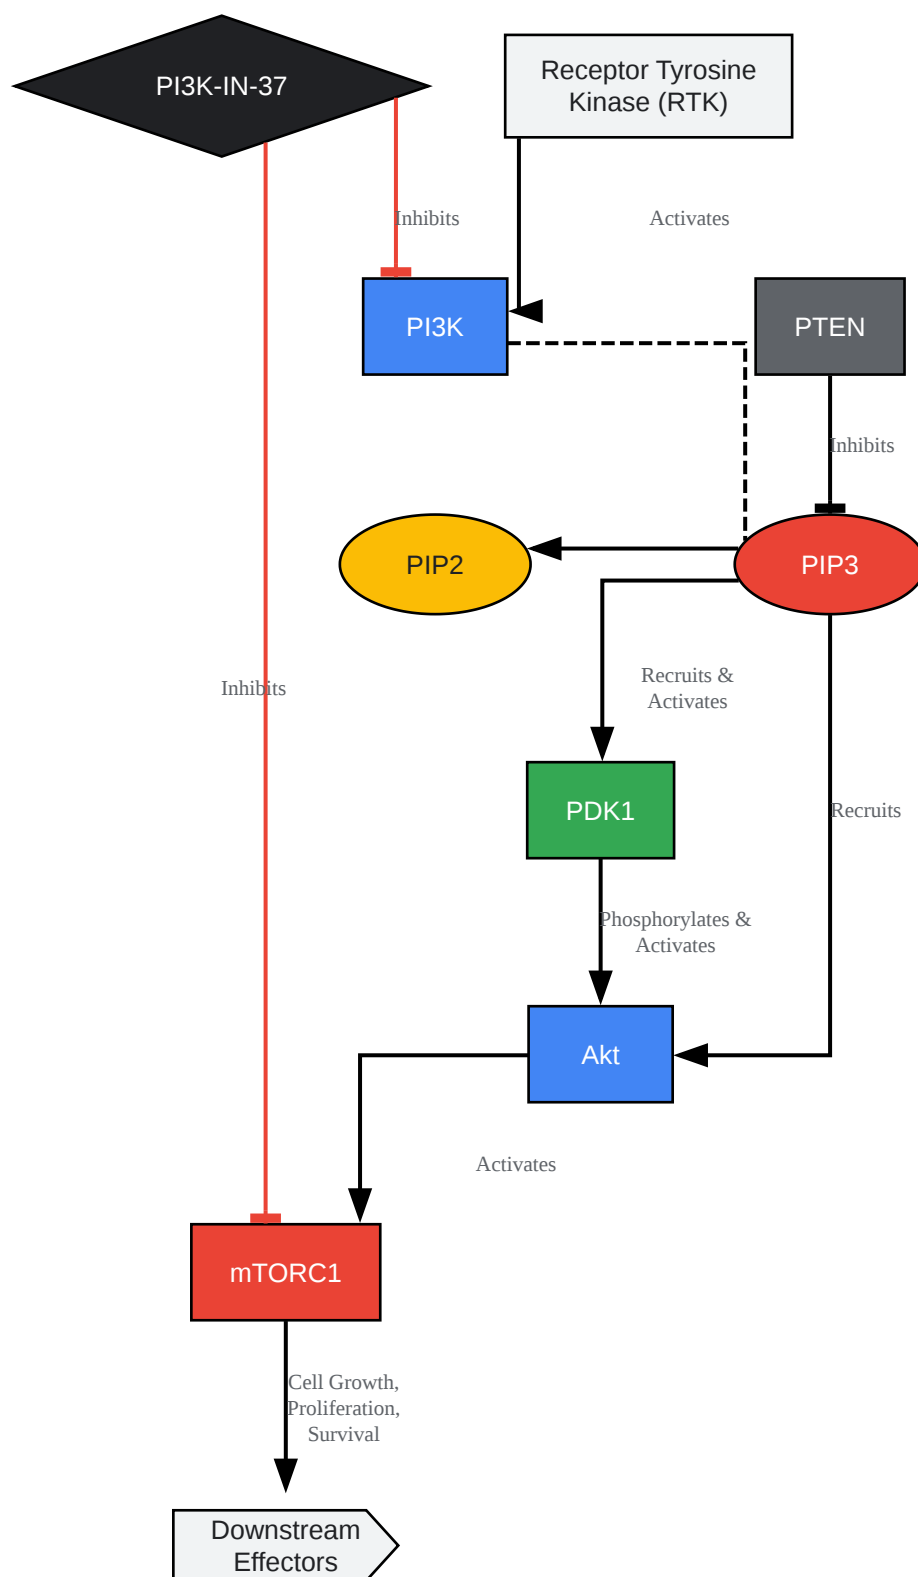 PI3K-IN-37
Receptor Tyrosine
Kinase (RTK)
Inhibits
Activates
PI3K
PTEN
Inhibits
PIP2
PIP3
Inhibits
Recruits &
Activates
PDK1
Recruits
Phosphorylates &
Activates
Akt
Activates
mTORC1
Cell Growth,
Proliferation,
Survival
Downstream
Effectors